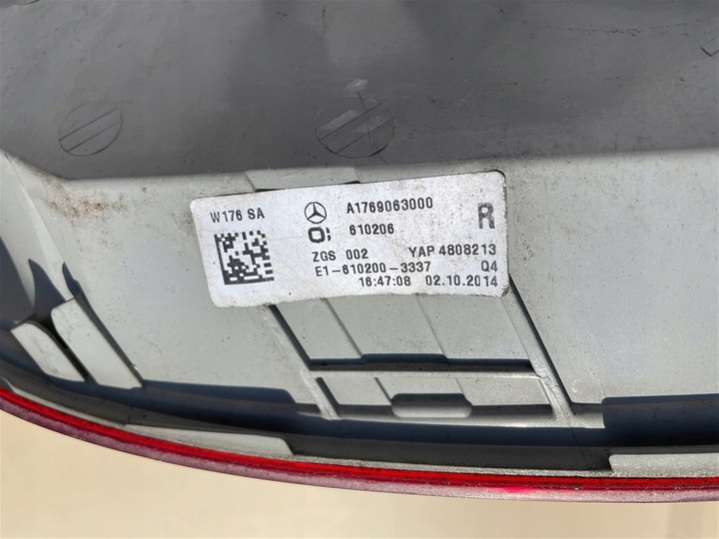 W176 SA
A1769063000
R
610206
ZGS 002 YAP 4808213
E1-610200-3337 Q4
16:47:08 02.10.2014